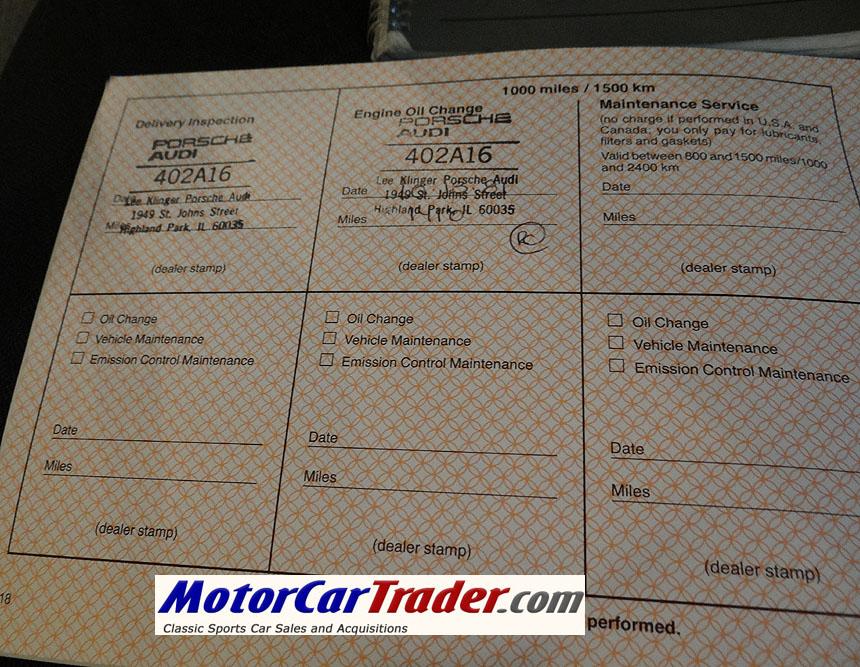 1000 miles / 1500 km
Delivery Inspection
PORSCHE
AUDI
402A16
Date
Lee Klinger Porsche Audi
1949 St. Johns Street
Miles
Highland Park, IL 60035
(dealer stamp)
Engine Oil Change
PORSCHE
AUDI
402A16
Lee Klinger Porsche Audi
Date
1949 St. Johns Street
Highland Park, IL 60035
Miles
RC
(dealer stamp)
Maintenance Service
(no charge if performed in U.S.A. and
Canada; you only pay for lubricants,
filters and gaskets)
Valid between 600 and 1500 miles/1000
and 2400 km
Date
Miles
(dealer stamp)
Oil Change
Vehicle Maintenance
Emission Control Maintenance
Date
Miles
(dealer stamp)
Oil Change
Vehicle Maintenance
Emission Control Maintenance
Date
Miles
(dealer stamp)
Oil Change
Vehicle Maintenance
Emission Control Maintenance
Date
Miles
(dealer stamp)
18
performed.
MotorCarTrader.com
Classic Sports Car Sales and Acquisitions